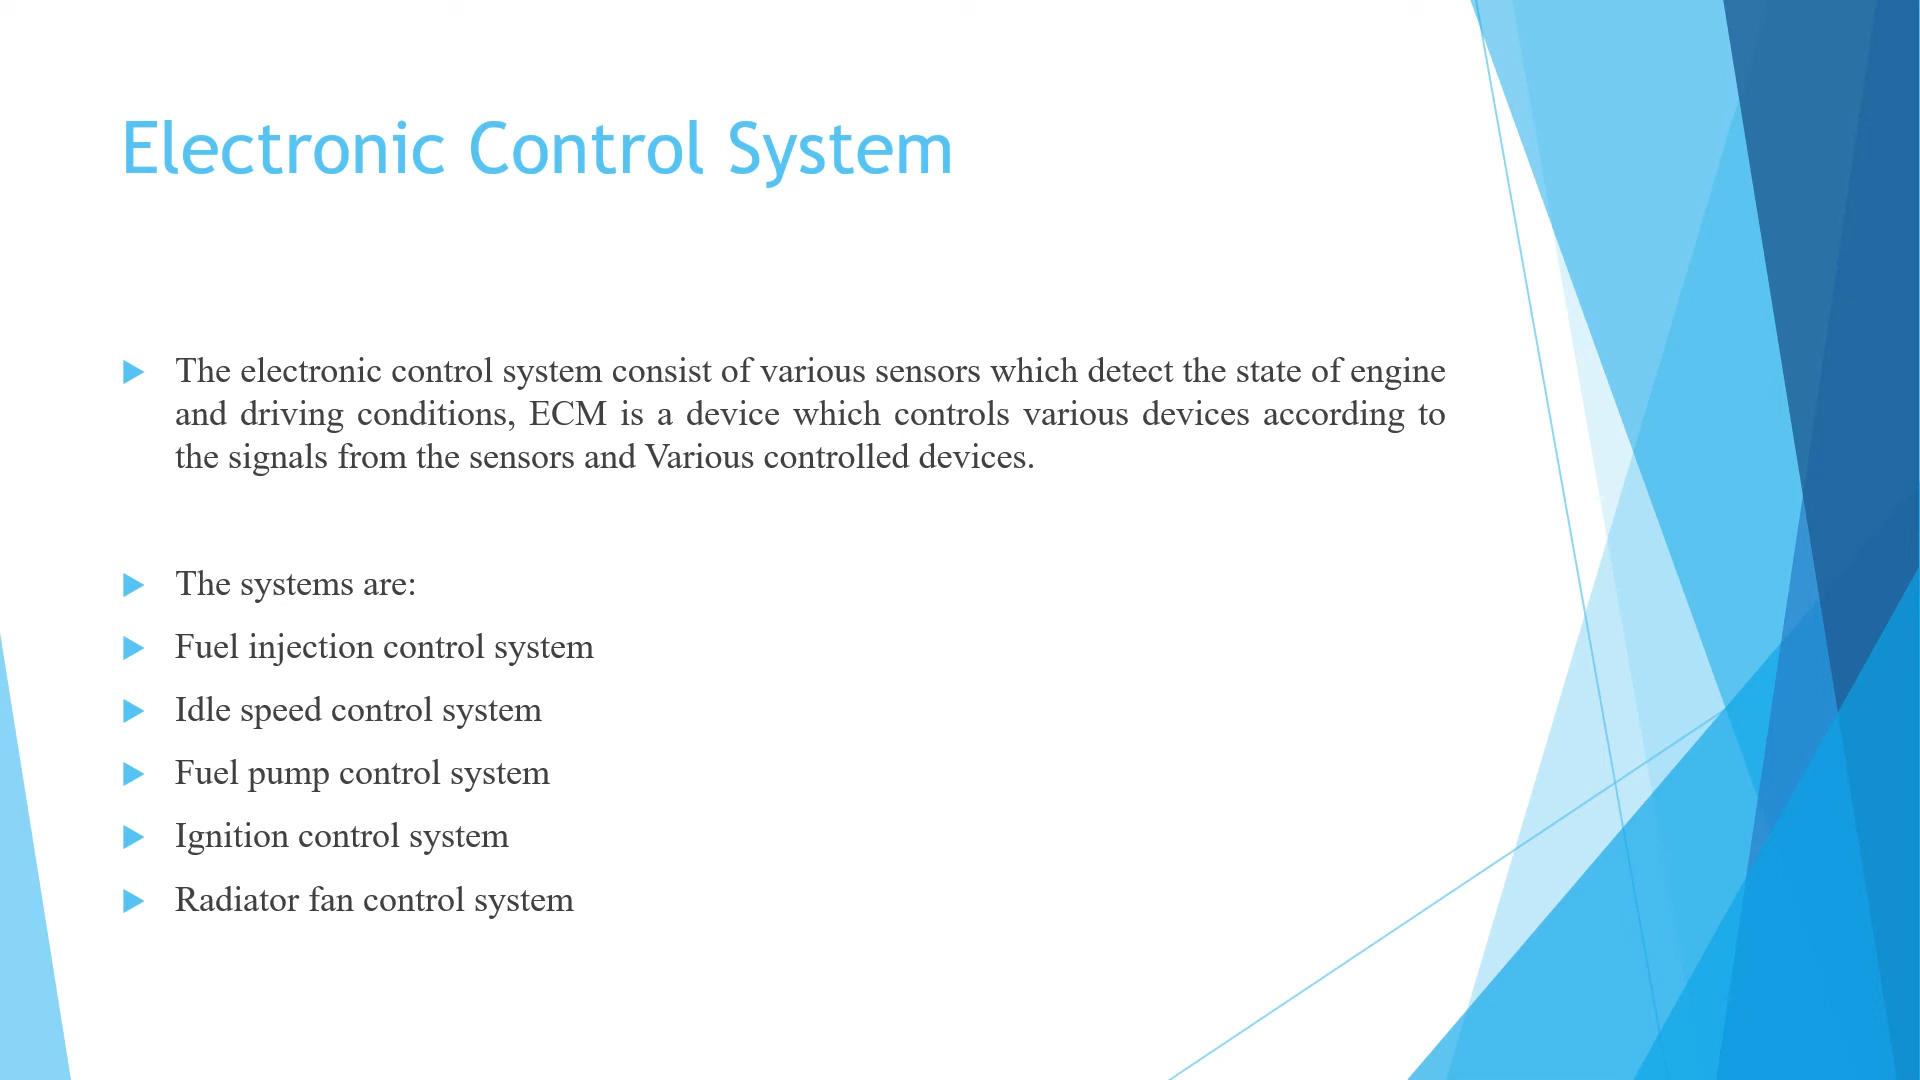 Electronic Control System
The electronic control system consist of various sensors which detect the state of engine
and driving conditions, ECM is a device which controls various devices according to
the signals from the sensors and Various controlled devices.
The systems are:
Fuel injection control system
Idle speed control system
Fuel pump control system
Ignition control system
Radiator fan control system